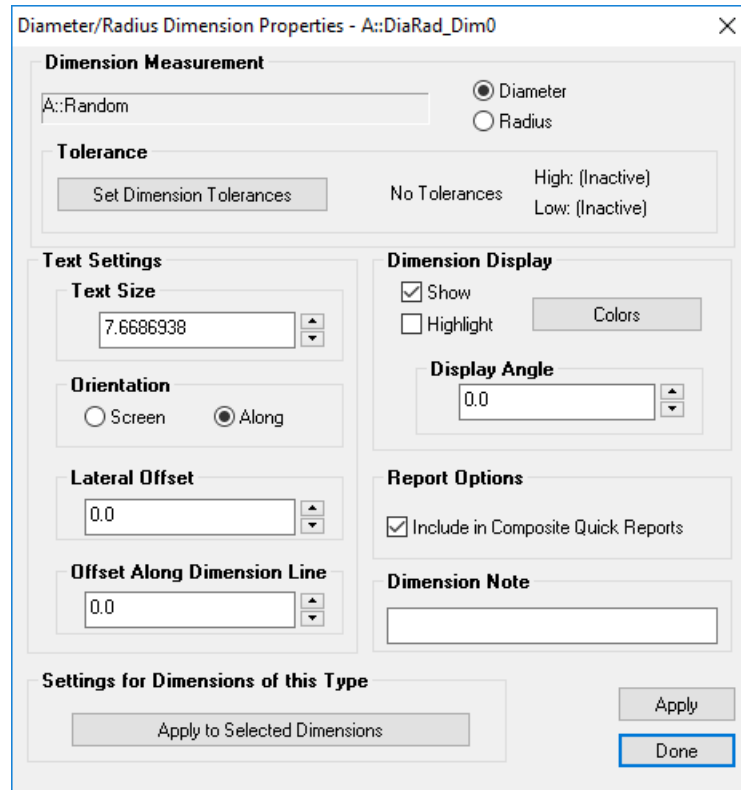 Diameter/Radius Dimension Properties - A::DiaRad_Dim0
Dimension Measurement
A::Random
Diameter
Radius
Tolerance
Set Dimension Tolerances
No Tolerances
High: (Inactive)
Low: (Inactive)
Text Settings
Text Size
7.6686938
Orientation
Screen
Along
Lateral Offset
0.0
Offset Along Dimension Line
0.0
Dimension Display
Show
Highlight
Colors
Display Angle
0.0
Report Options
Include in Composite Quick Reports
Dimension Note
Settings for Dimensions of this Type
Apply to Selected Dimensions
Apply
Done